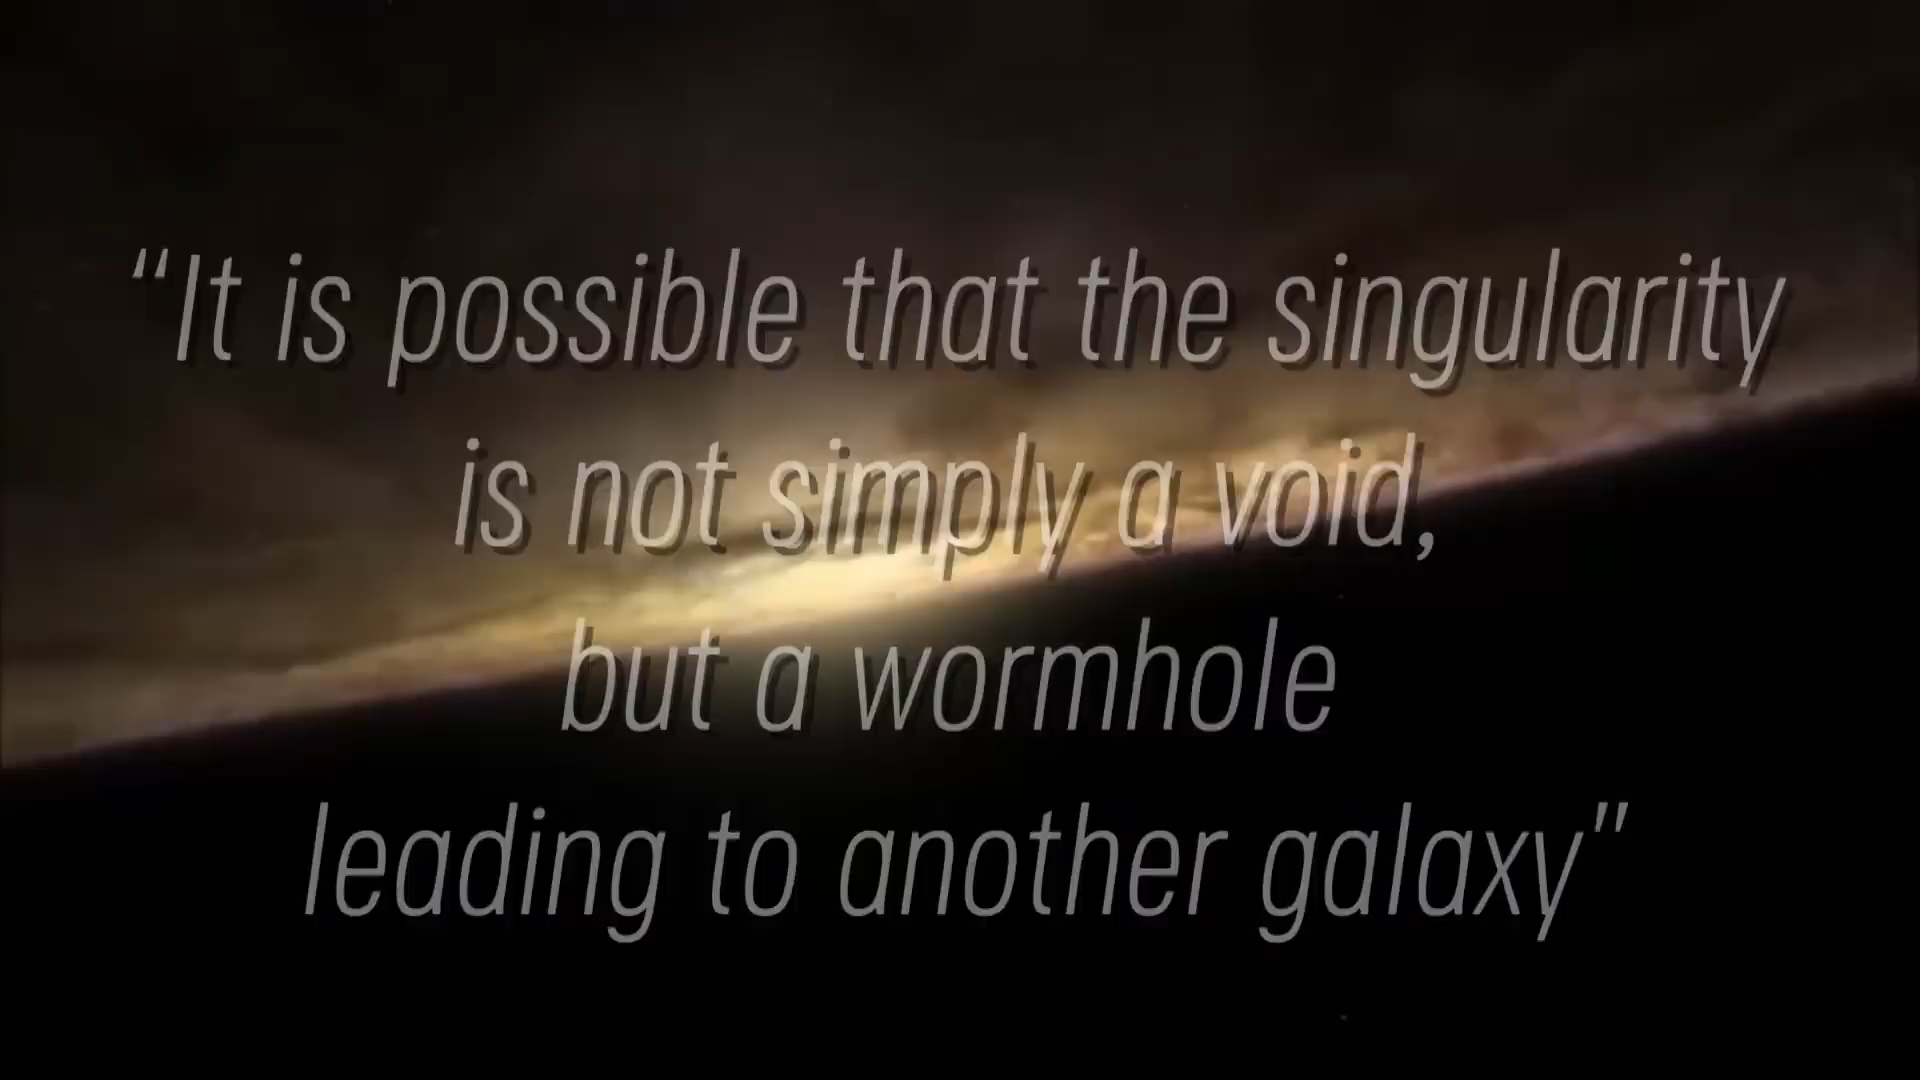 “It is possible that the singularity
is not simply a void,
but a wormhole
leading to another galaxy”